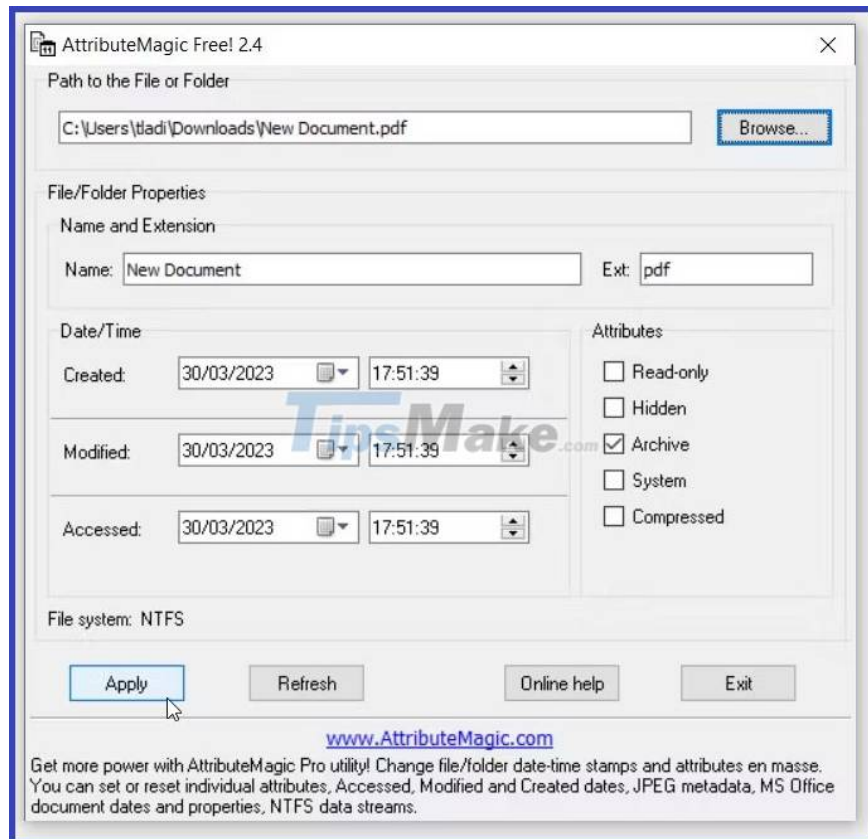 AttributeMagic Free! 2.4
Path to the File or Folder
C:\Users\tladi\Downloads\New Document.pdf
Browse...
File/Folder Properties
Name and Extension
Name: New Document Ext: pdf
Date/Time
Attributes
Created: 30/03/2023 17:51:39
Read-only
Hidden
TipsMake.com
Modified: 30/03/2023 17:51:39
Archive
System
Accessed: 30/03/2023 17:51:39
Compressed
File system: NTFS
Apply Refresh Online help Exit
www.AttributeMagic.com
Get more power with AttributeMagic Pro utility! Change file/folder date-time stamps and attributes en masse.
You can set or reset individual attributes, Accessed, Modified and Created dates, JPEG metadata, MS Office
document dates and properties, NTFS data streams.